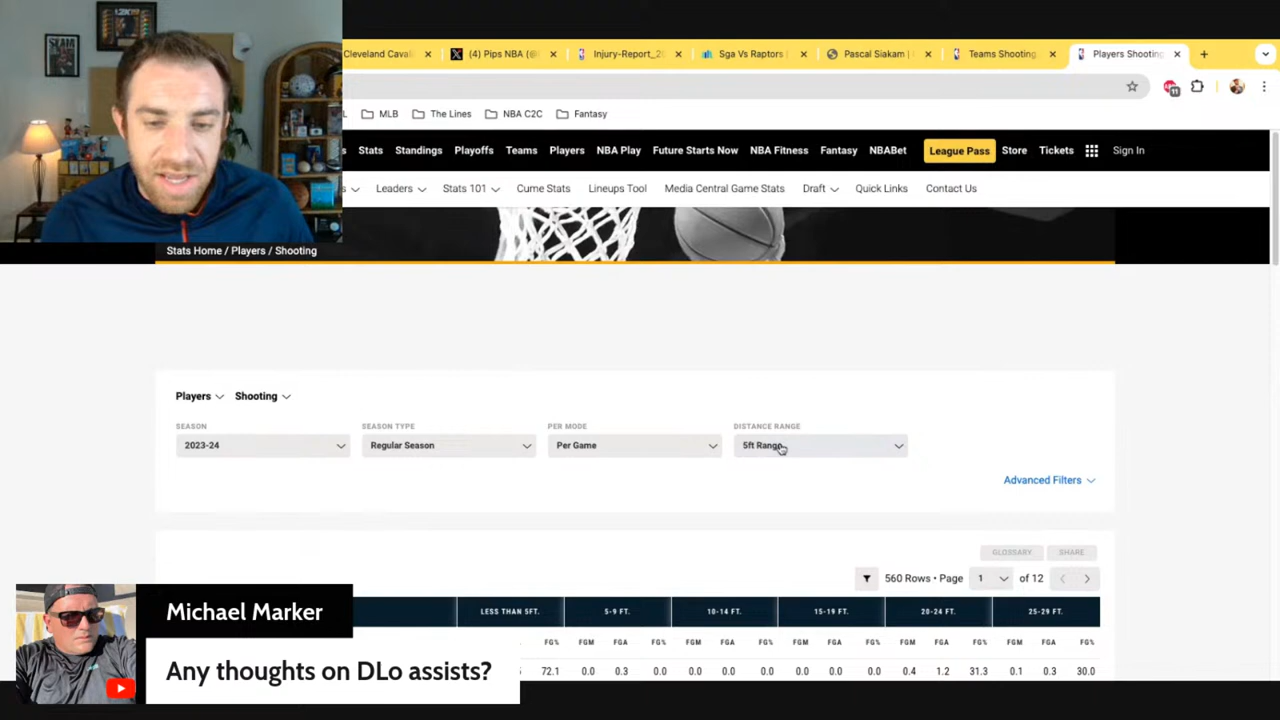 Cleveland Caval
(4) Pips NBA (@
Injury-Report_20
Sga Vs Raptors |
Pascal Siakam |
Teams Shooting
Players Shooting
MLB
The Lines
NBA C2C
Fantasy
Stats
Standings
Playoffs
Teams
Players
NBA Play
Future Starts Now
NBA Fitness
Fantasy
NBABet
League Pass
Store
Tickets
Sign In
Leaders
Stats 101
Cume Stats
Lineups Tool
Media Central Game Stats
Draft
Quick Links
Contact Us
Stats Home / Players / Shooting
Players
Shooting
SEASON
SEASON TYPE
PER MODE
DISTANCE RANGE
2023-24
Regular Season
Per Game
5ft Range
Advanced Filters
GLOSSARY
SHARE
560 Rows • Page 1 of 12
LESS THAN 5FT.
5-9 FT.
10-14 FT.
15-19 FT.
20-24 FT.
25-29 FT.
FG% FGM FGA FG% FGM FGA FG% FGM FGA FG% FGM FGA FG% FGM FGA FG%
72.1 0.0 0.3 0.0 0.0 0.0 0.0 0.0 0.0 0.0 0.4 1.2 31.3 0.1 0.3 30.0
Michael Marker
Any thoughts on DLo assists?